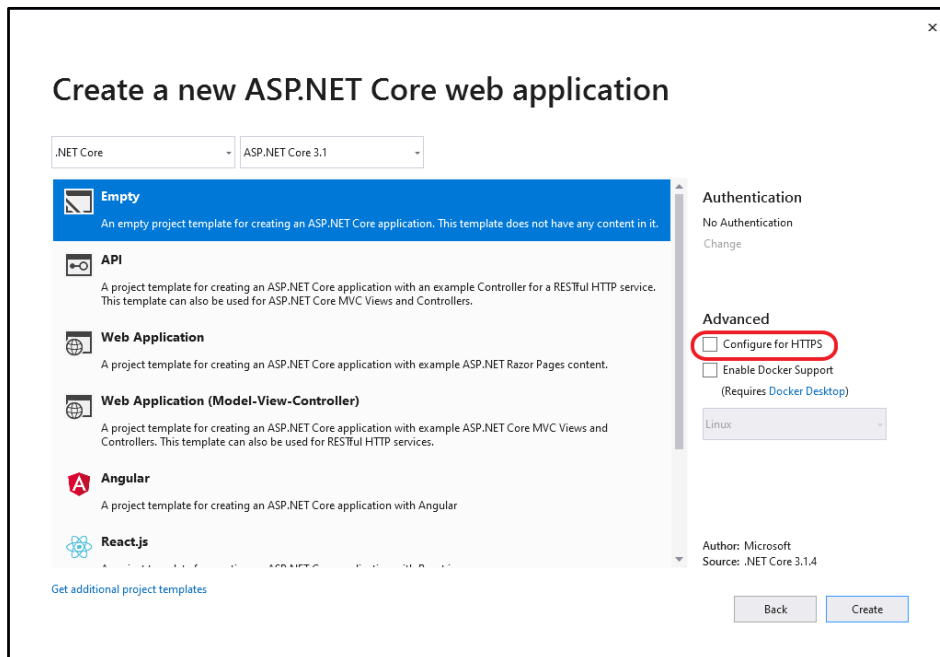 Create a new ASP.NET Core web application
.NET Core
ASP.NET Core 3.1
Empty
An empty project template for creating an ASP.NET Core application. This template does not have any content in it.
API
A project template for creating an ASP.NET Core application with an example Controller for a RESTful HTTP service.
This template can also be used for ASP.NET Core MVC Views and Controllers.
Web Application
A project template for creating an ASP.NET Core application with example ASP.NET Razor Pages content.
Web Application (Model-View-Controller)
A project template for creating an ASP.NET Core application with example ASP.NET Core MVC Views and
Controllers. This template can also be used for RESTful HTTP services.
Angular
A project template for creating an ASP.NET Core application with Angular
React.js
Get additional project templates
Authentication
No Authentication
Change
Advanced
Configure for HTTPS
Enable Docker Support
(Requires Docker Desktop)
Linux
Author: Microsoft
Source: .NET Core 3.1.4
Back
Create